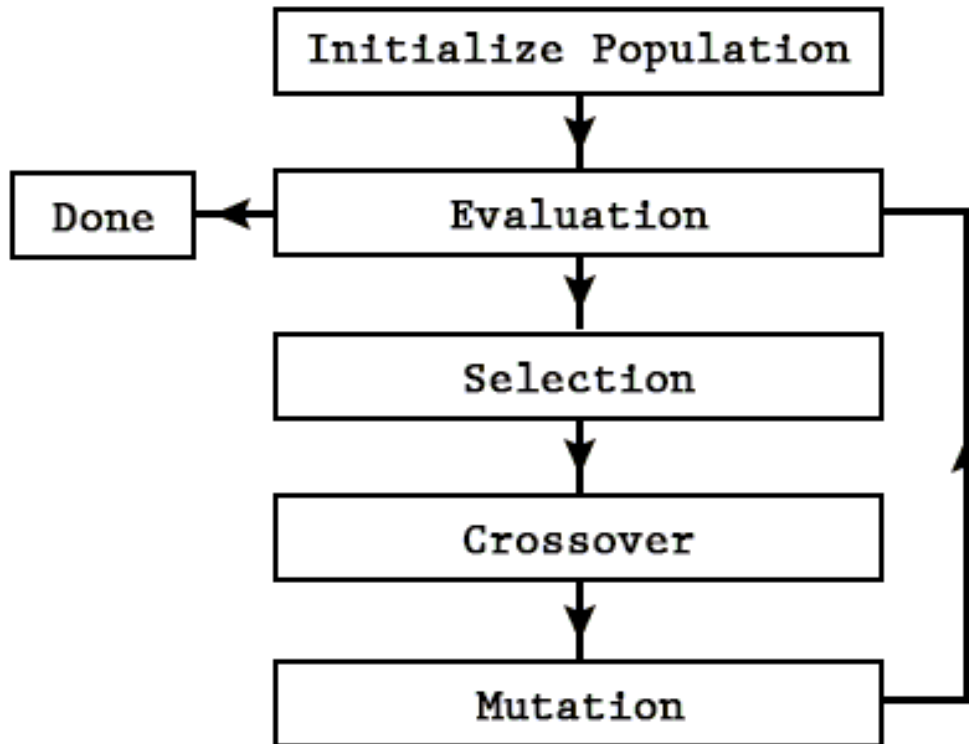 Initialize Population
Done
Evaluation
Selection
Crossover
Mutation